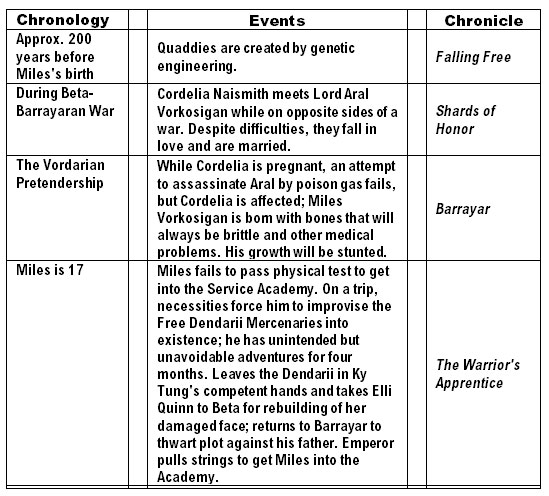 Chronology Events Chronicle
Approx. 200
years before
Miles's birth
Quaddies are created by genetic
engineering.
Falling Free
During Beta-
Barrayaran War
Cordelia Naismith meets Lord Aral
Vorkosigan while on opposite sides of a
war. Despite difficulties, they fall in
love and are married.
Shards of
Honor
The Vordarian
Pretendership
While Cordelia is pregnant, an attempt
to assassinate Aral by poison gas fails,
but Cordelia is affected; Miles
Vorkosigan is born with bones that will
always be brittle and other medical
problems. His growth will be stunted.
Barrayar
Miles is 17
Miles fails to pass physical test to get
into the Service Academy. On a trip,
necessities force him to improvise the
Free Dendarii Mercenaries into
existence; he has unintended but
unavoidable adventures for four
months. Leaves the Dendarii in Ky
Tung's competent hands and takes Elli
Quinn to Beta for rebuilding of her
damaged face; returns to Barrayar to
thwart plot against his father. Emperor
pulls strings to get Miles into the
Academy.
The Warrior's
Apprentice